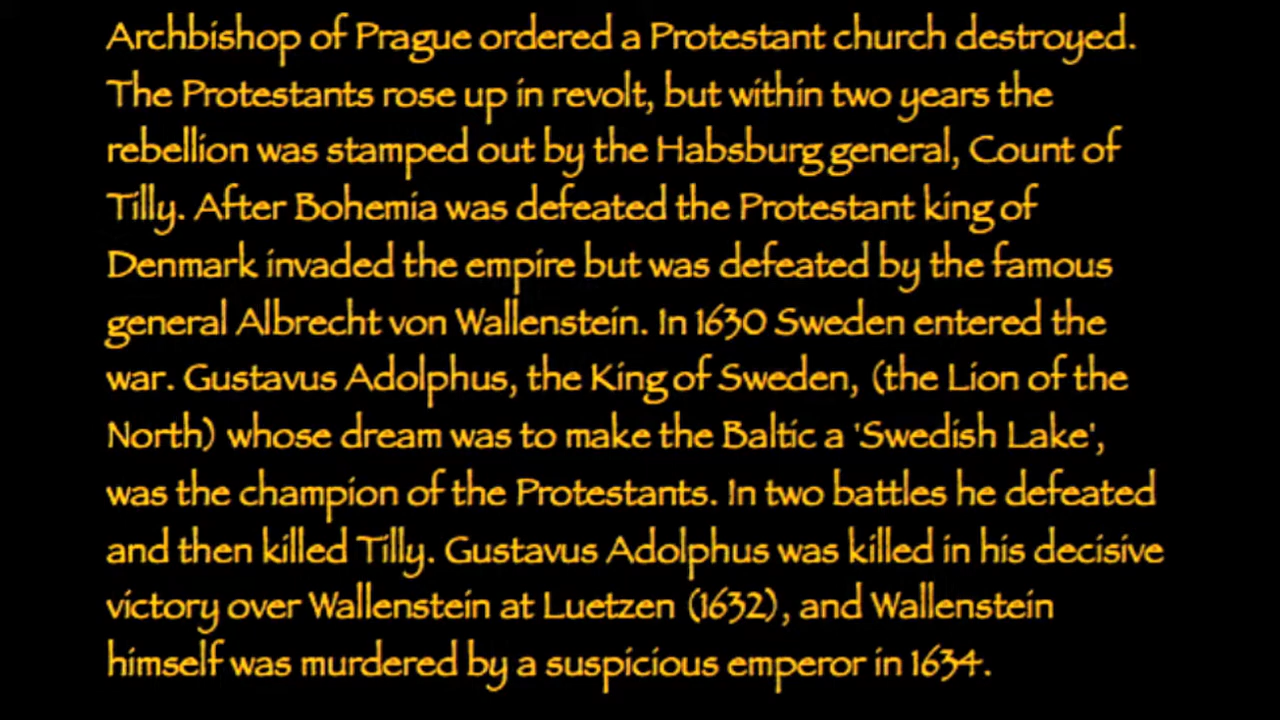 Archbishop of Prague ordered a Protestant church destroyed.
The Protestants rose up in revolt, but within two years the
rebellion was stamped out by the Habsburg general, Count of
Tilly. After Bohemia was defeated the Protestant king of
Denmark invaded the empire but was defeated by the famous
general Albrecht von Wallenstein. In 1630 Sweden entered the
war. Gustavus Adolphus, the King of Sweden, (the Lion of the
North) whose dream was to make the Baltic a 'Swedish Lake',
was the champion of the Protestants. In two battles he defeated
and then killed Tilly. Gustavus Adolphus was killed in his decisive
victory over Wallenstein at Luetzen (1632), and Wallenstein
himself was murdered by a suspicious emperor in 1634.